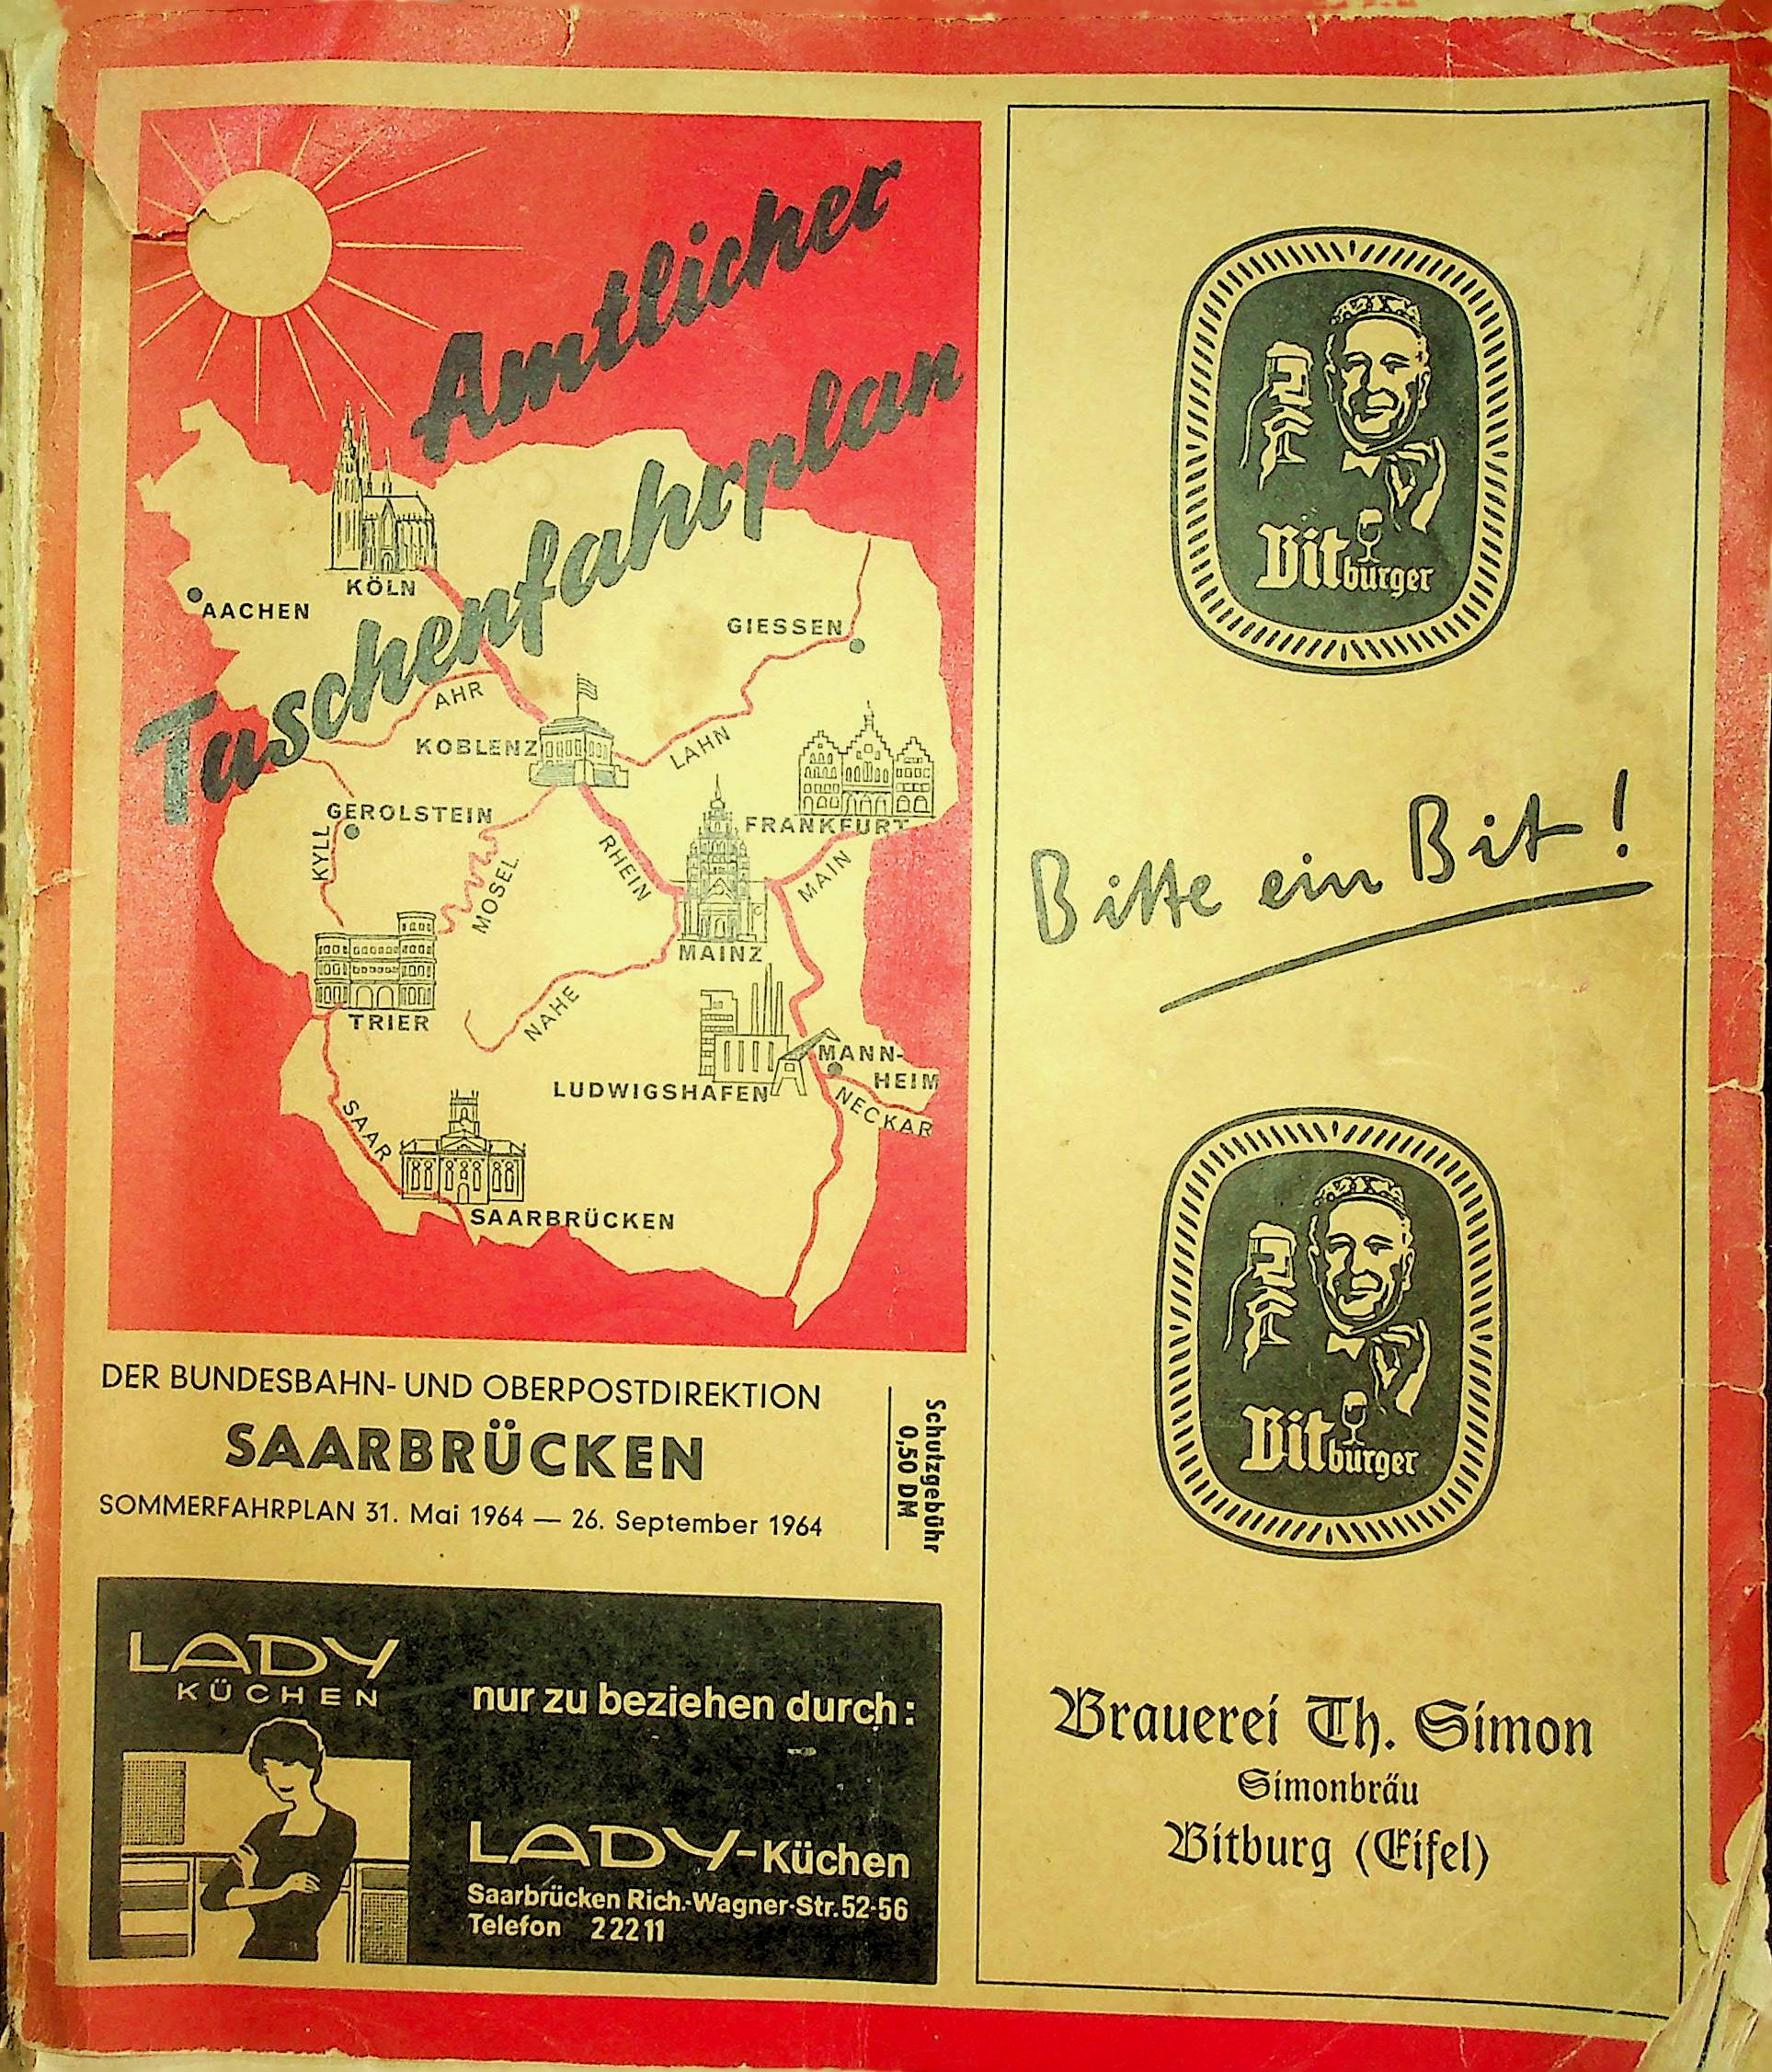 Amtlicher
Taschenfahrplan
KÖLN
AACHEN
GIESSEN
AHR
KOBLENZ
LAHN
GEROLSTEIN
KYLL
MOSEL
RHEIN
FRANKFURT
MAIN
MAINZ
TRIER
NAHE
MANN-
HEIM
LUDWIGSHAFEN
NECKAR
SAAR
SAARBRÜCKEN
DER BUNDESBAHN- UND OBERPOSTDIREKTION
SAARBRÜCKEN
SOMMERFAHRPLAN 31. Mai 1964 — 26. September 1964
Schutzgebühr
0,50 DM
LADY
KÜCHEN
nur zu beziehen durch:
LADY-Küchen
Saarbrücken Rich.-Wagner-Str. 52-56
Telefon 22211
Bitburger
Bitte ein Bit!
Bitburger
Brauerei Th. Simon
Simonbräu
Bitburg (Eifel)